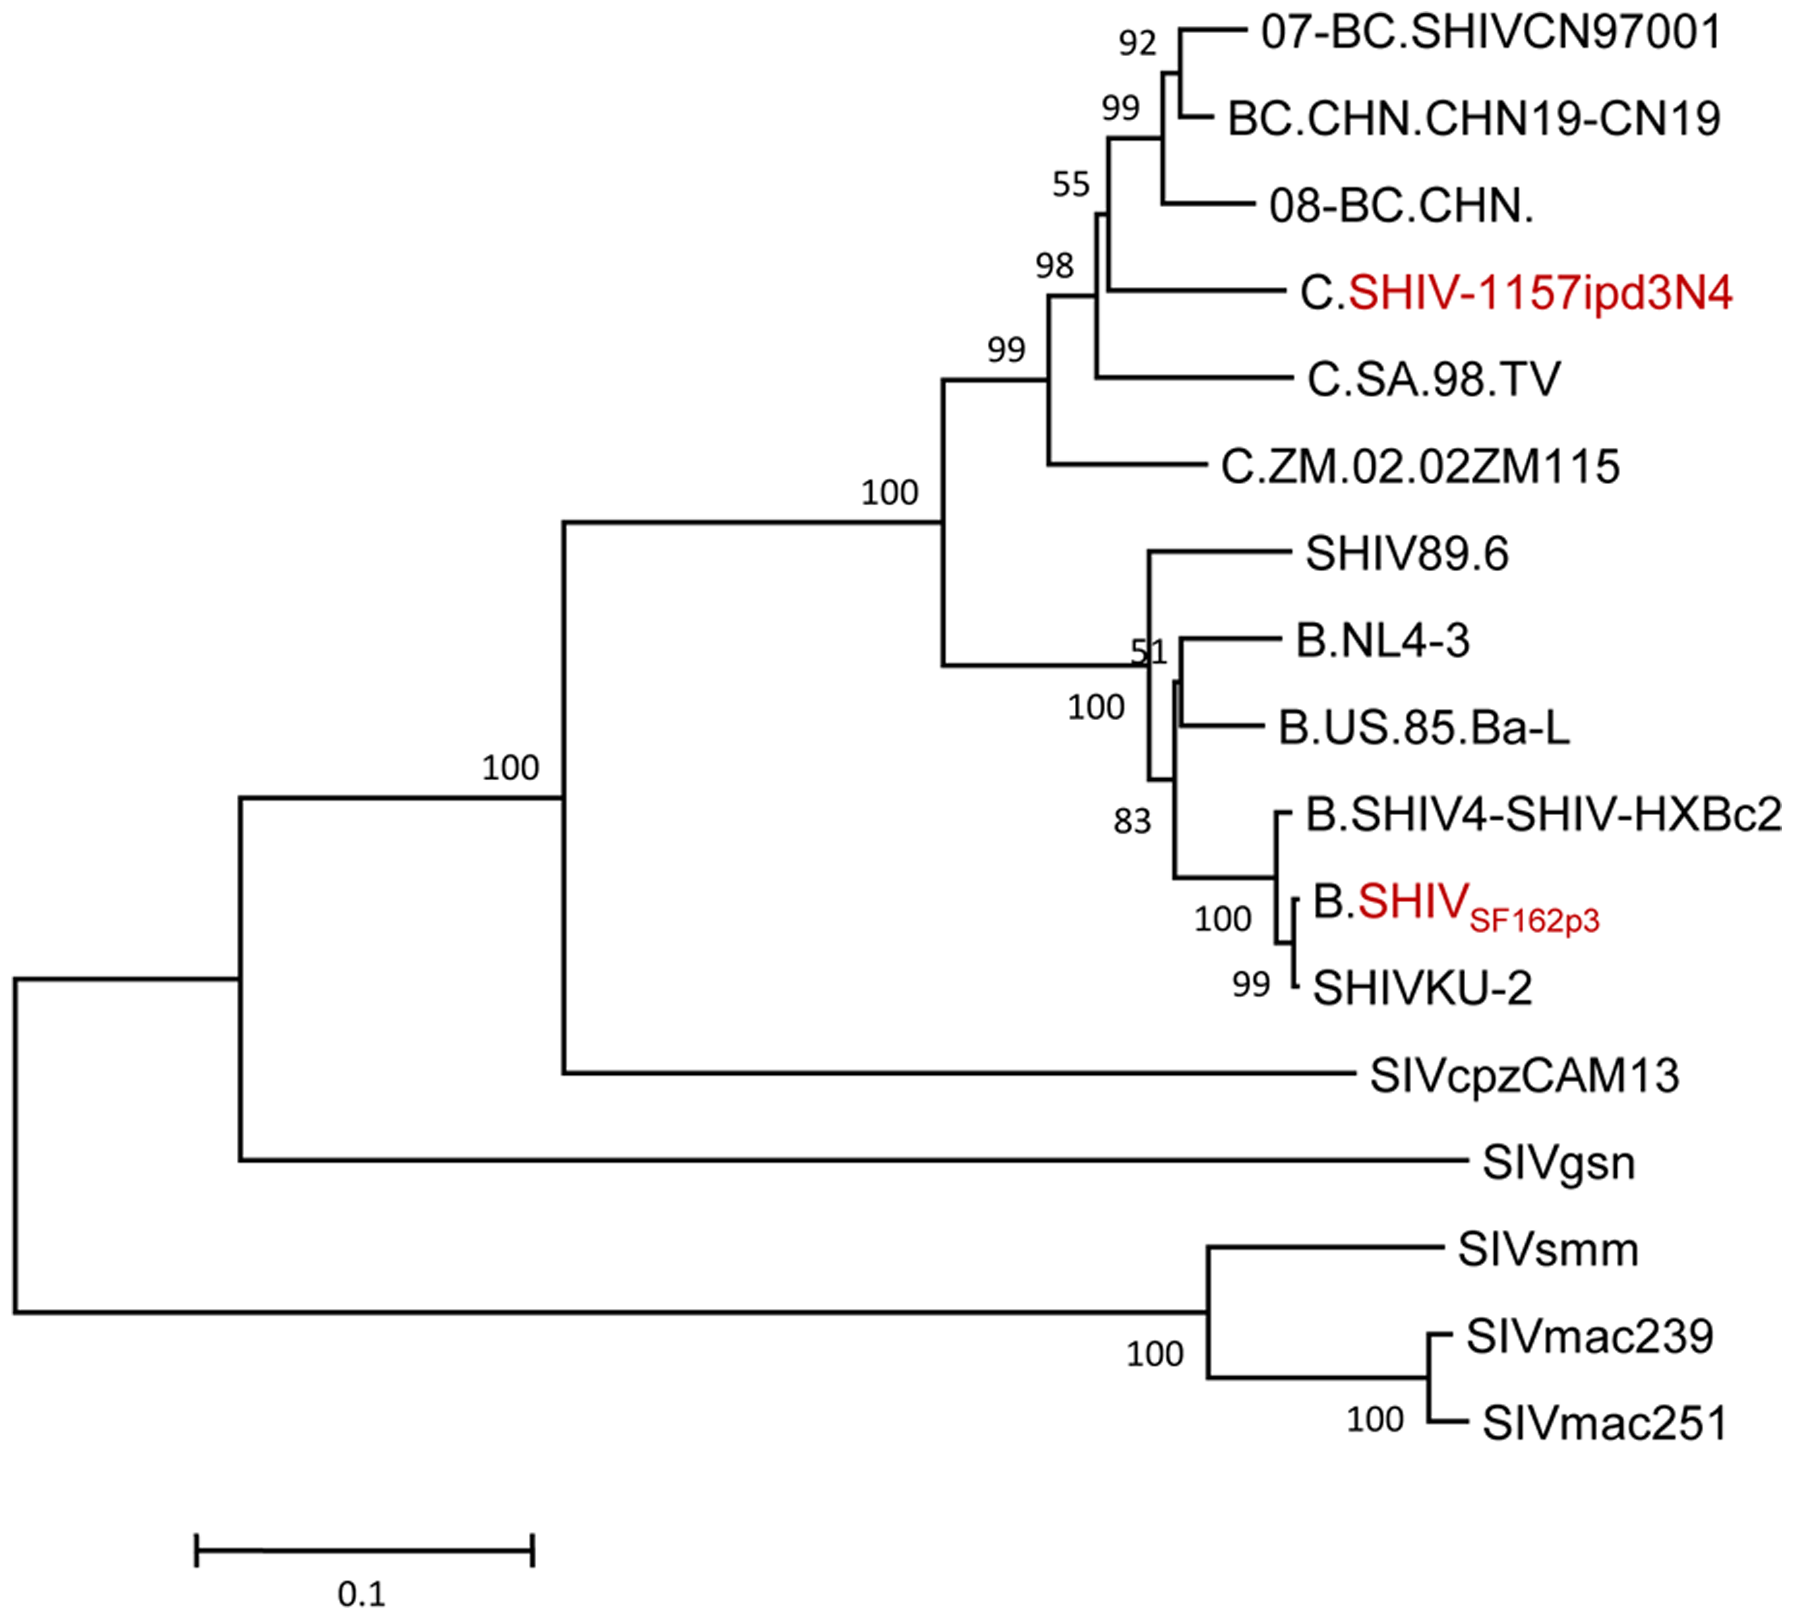 07-BC.SHIVCN97001
92
99
BC.CHN.CHN19-CN19
55
08-BC.CHN.
98
C.SHIV-1157ipd3N4
99
C.SA.98.TV
C.ZM.02.02ZM115
100
SHIV89.6
B.NL4-3
51
100
B.US.85.Ba-L
100
83
B.SHIV4-SHIV-HXBc2
B.SHIVSF162p3
100
99
SHIVKU-2
SIVcpzCAM13
SIVgsn
SIVsmm
SIVmac239
100
100
SIVmac251
0.1